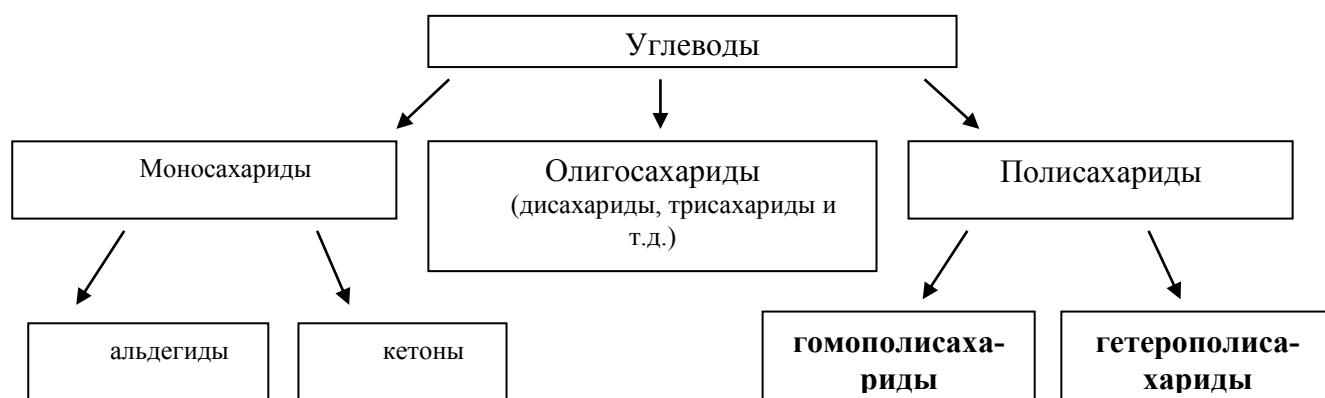 Углеводы
Моносахариды
Олигосахариды
(дисахариды, трисахариды и
т.д.)
Полисахариды
альдегиды
кетоны
гомополисаха-
риды
гетерополиса-
хариды